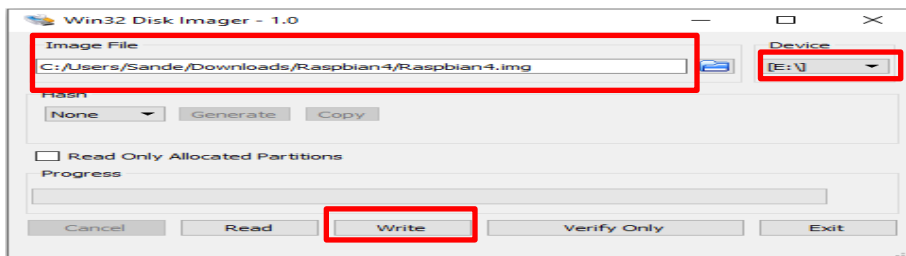 Win32 Disk Imager - 1.0
Image File
Device
C:/Users/Sande/Downloads/Raspbian4/Raspbian4.img
[E:\]
Hash
None
Generate
Copy
Read Only Allocated Partitions
Progress
Cancel
Read
Write
Verify Only
Exit